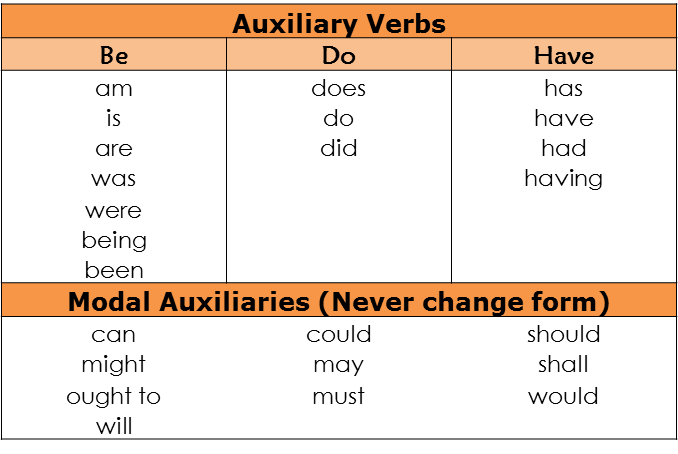 Auxiliary Verbs
Be Do Have
am does has
is do have
are did had
was having
were
being
been
Modal Auxiliaries (Never change form)
can could should
might may shall
ought to must would
will